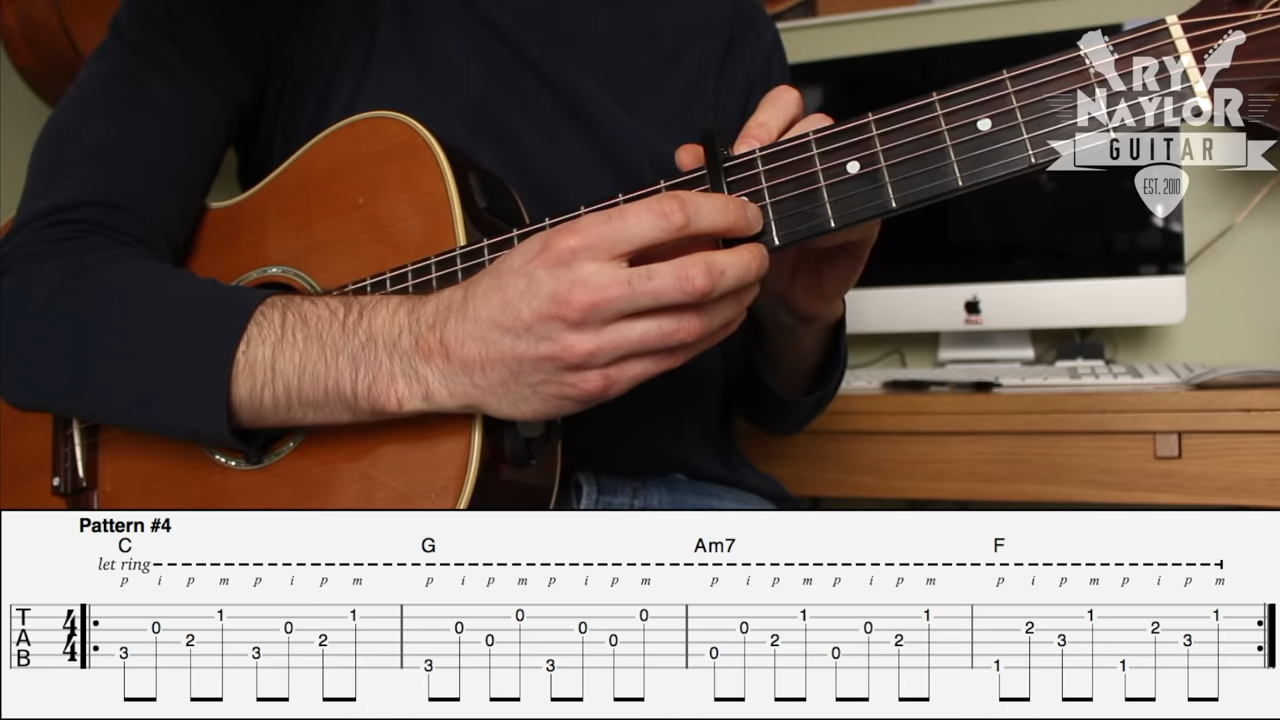 RY
NAYLOR
GUITAR
EST. 2010
Pattern #4
C G Am7 F
let ring
p i p m p i p m p i p m p i p m p i p m p i p m p i p m p i p m
T
A
B
4
4
1 1 0 0 1 1 1 1
0 0 0 0 0 0 2 2
2 2 0 0 2 2 3 3
3 3 0 0
3 3 1 1